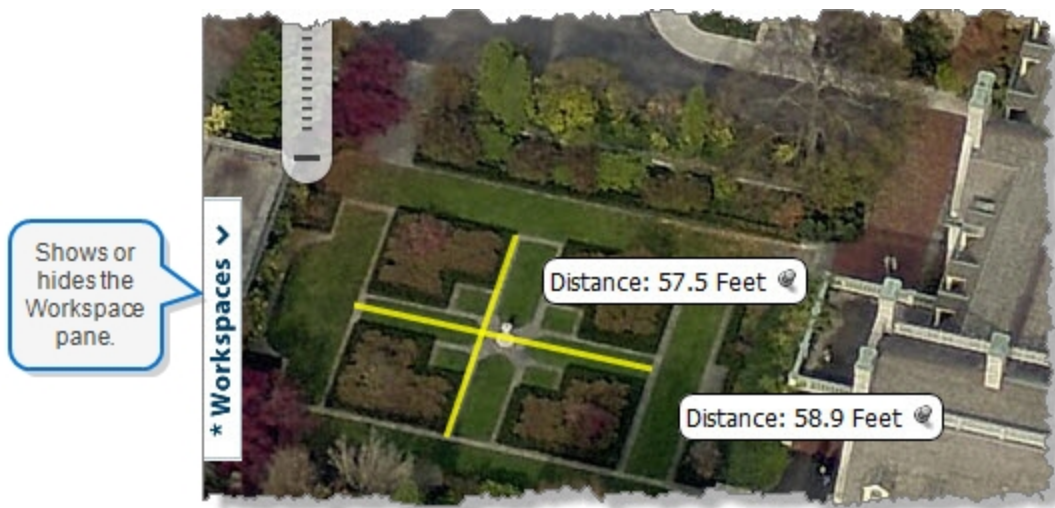 Shows or
hides the
Workspace
pane.
* Workspaces
Distance: 57.5 Feet
Distance: 58.9 Feet